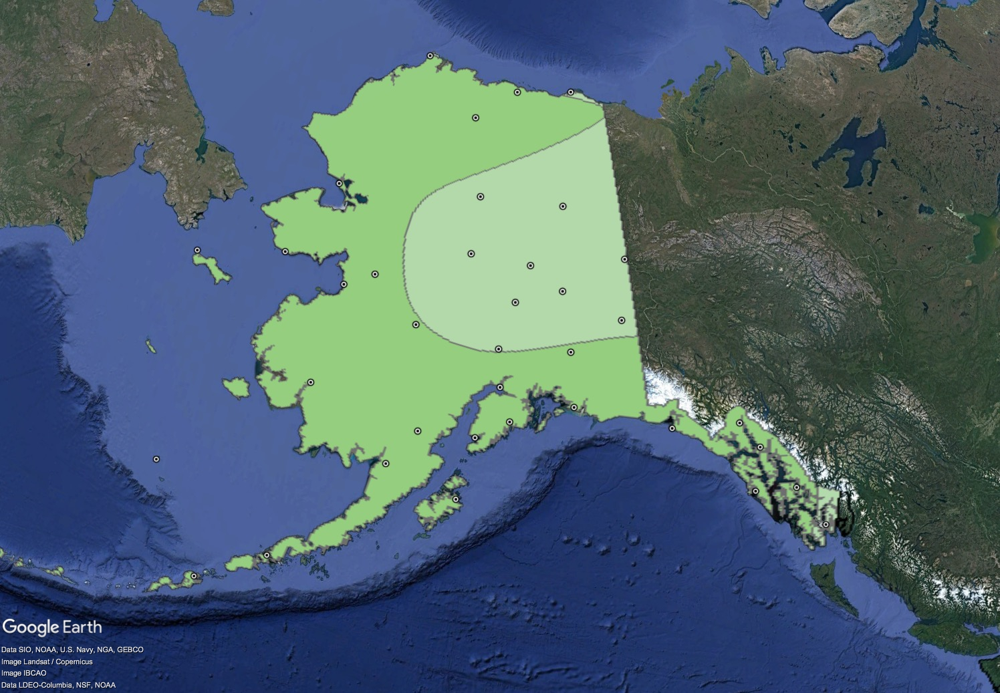 Google Earth
Data SIO, NOAA, U.S. Navy, NGA, GEBCO
Image Landsat / Copernicus
Image IBCAO
Data LDEO-Columbia, NSF, NOAA